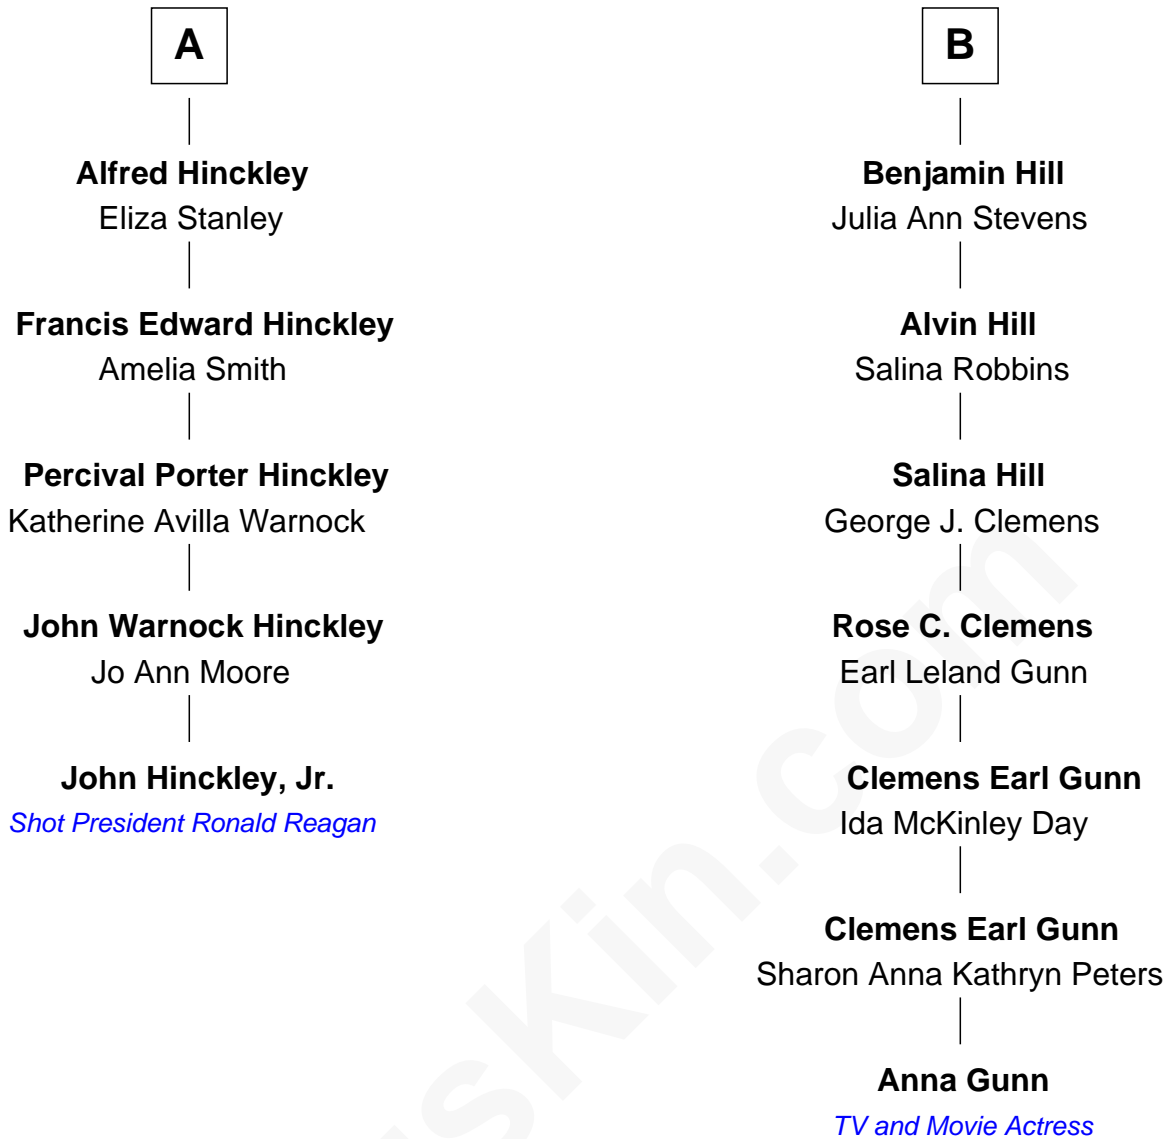 A
Alfred Hinckley
Eliza Stanley
Francis Edward Hinckley
Amelia Smith
Percival Porter Hinckley
Katherine Avilla Warnock
John Warnock Hinckley
Jo Ann Moore
John Hinckley, Jr.
Shot President Ronald Reagan
B
Benjamin Hill
Julia Ann Stevens
Alvin Hill
Salina Robbins
Salina Hill
George J. Clemens
Rose C. Clemens
Earl Leland Gunn
Clemens Earl Gunn
Ida McKinley Day
Clemens Earl Gunn
Sharon Anna Kathryn Peters
Anna Gunn
TV and Movie Actress